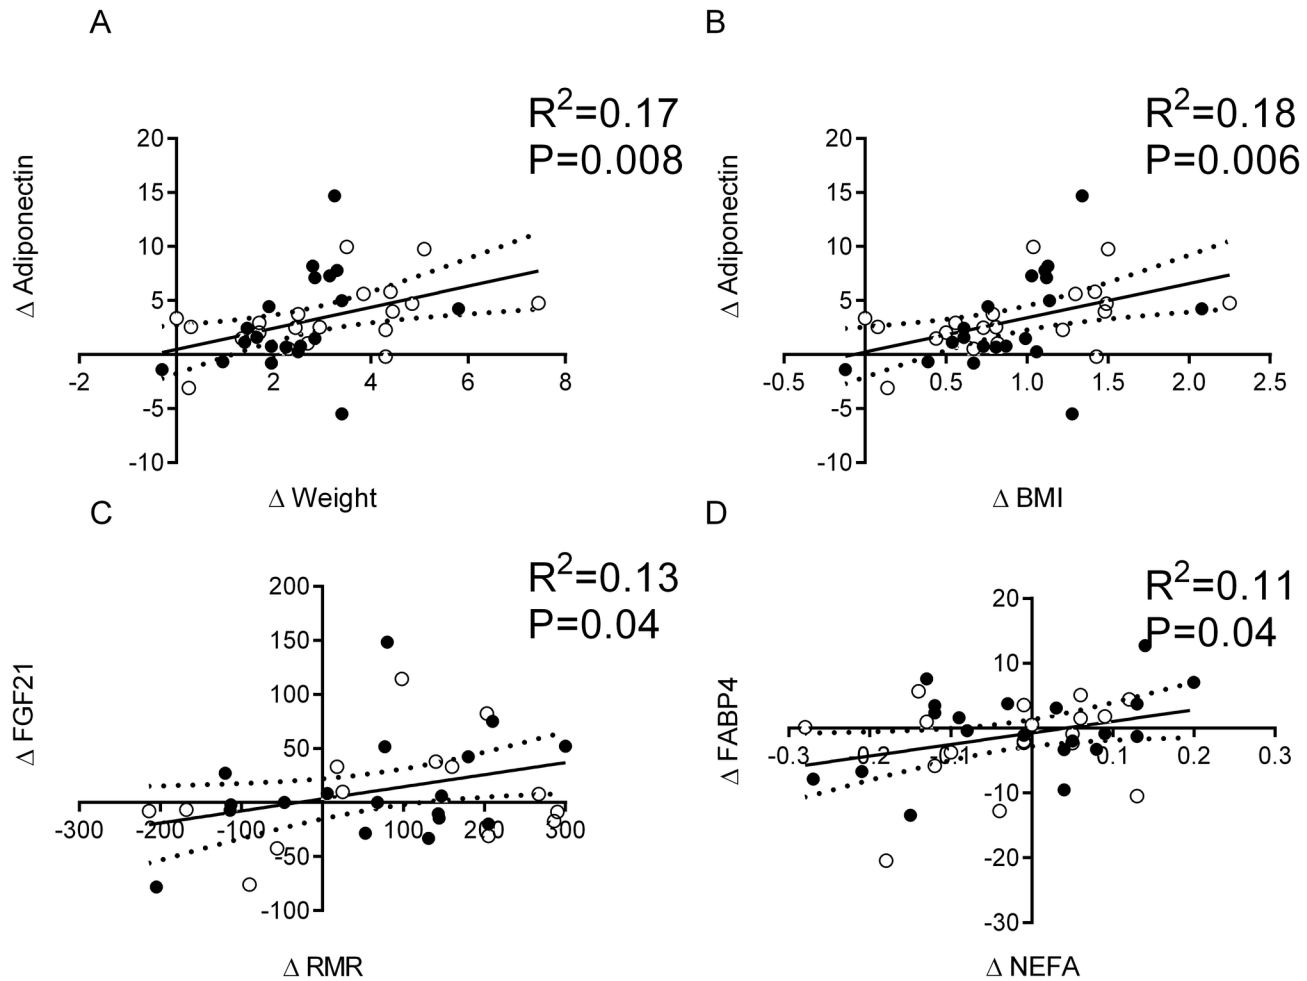 A
R²=0.17
P=0.008
Δ Adiponectin
20
15
10
5
-5
-10
-2
2
4
6
8
Δ Weight
B
R²=0.18
P=0.006
Δ Adiponectin
20
15
10
5
-5
-10
-0.5
0.5
1.0
1.5
2.0
2.5
Δ BMI
C
R²=0.13
P=0.04
Δ FGF21
200
150
100
50
-50
-100
-300
-200
-100
100
200
300
Δ RMR
D
R²=0.11
P=0.04
Δ FABP4
20
10
-10
-20
-30
-0.3
-0.2
-0.1
0.1
0.2
0.3
Δ NEFA